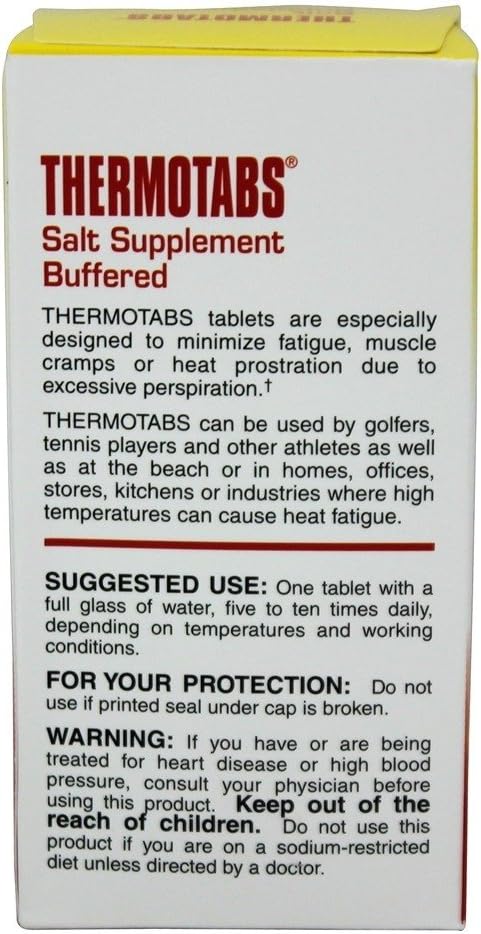 THERMOTABS
THERMOTABS®
Salt Supplement
Buffered
THERMOTABS tablets are especially
designed to minimize fatigue, muscle
cramps or heat prostration due to
excessive perspiration.†
THERMOTABS can be used by golfers,
tennis players and other athletes as well
as at the beach or in homes, offices,
stores, kitchens or industries where high
temperatures can cause heat fatigue.
SUGGESTED USE: One tablet with a
full glass of water, five to ten times daily,
depending on temperatures and working
conditions.
FOR YOUR PROTECTION: Do not
use if printed seal under cap is broken.
WARNING: If you have or are being
treated for heart disease or high blood
pressure, consult your physician before
using this product. Keep out of the
reach of children. Do not use this
product if you are on a sodium-restricted
diet unless directed by a doctor.